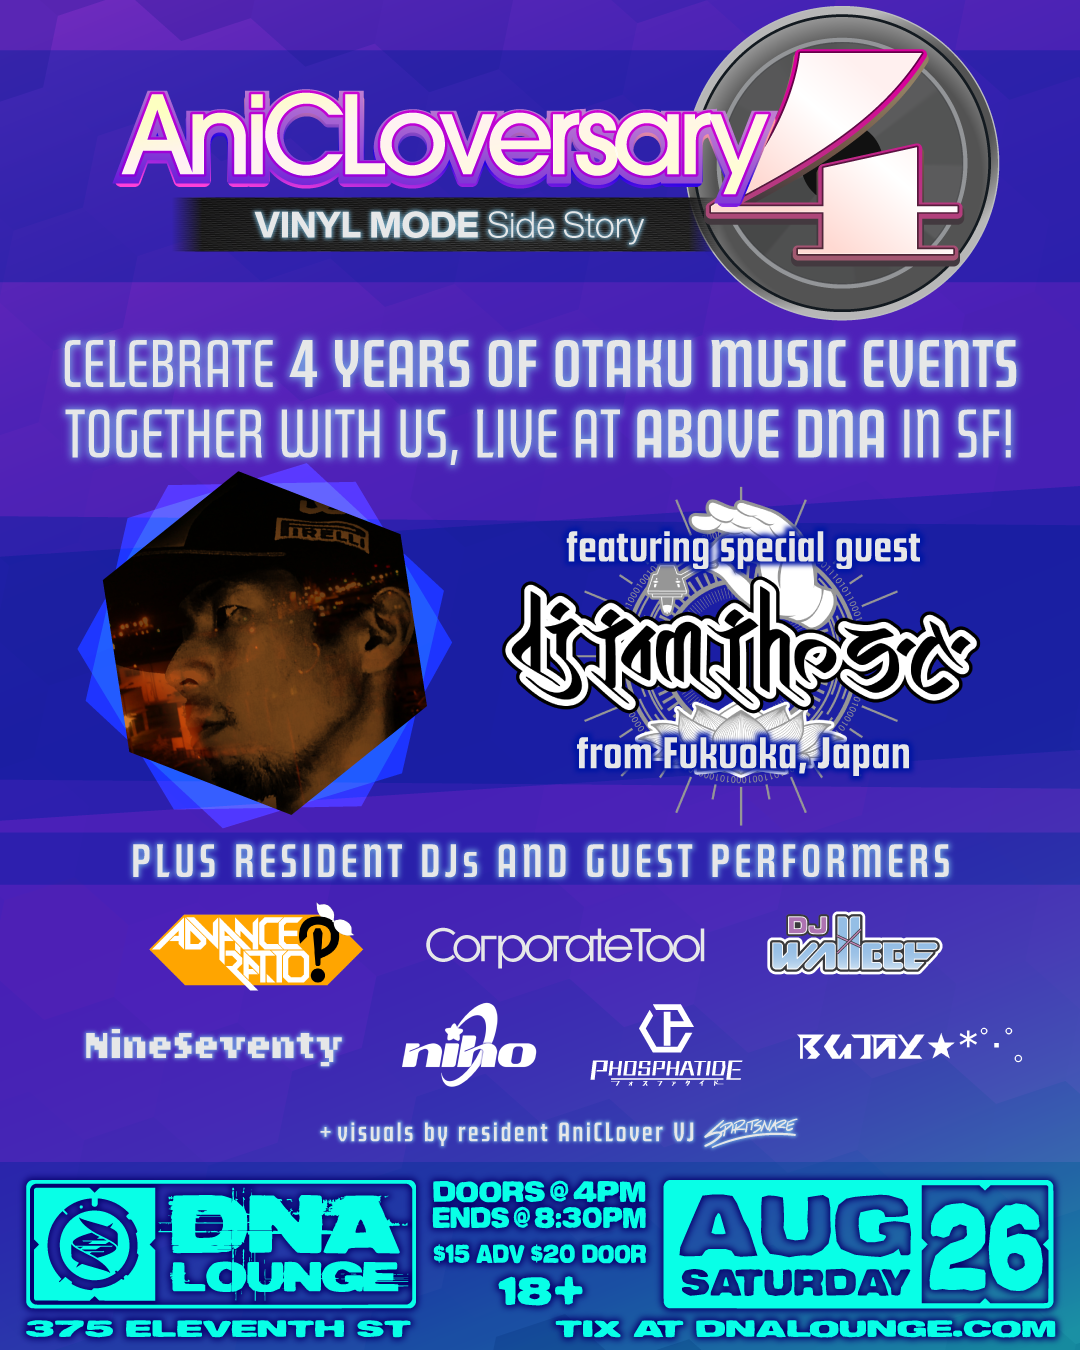 AniCLoversary 4
VINYL MODE Side Story
CELEBRATE 4 YEARS OF OTAKU MUSIC EVENTS
TOGETHER WITH US, LIVE AT ABOVE DNA IN SF!
PIRELLI
featuring special guest
dj iamthe3rd
from Fukuoka, Japan
PLUS RESIDENT DJs AND GUEST PERFORMERS
ADVANCE RATIO?
CorporateTool
DJ WAIIECCE
NineSeventy
niho
PHOSPHATIDE
フォスファタイド
★*°・°。
+ visuals by resident AniCLover VJ SPIRITSNARE
DNA LOUNGE
DOORS @ 4PM
ENDS @ 8:30PM
$15 ADV $20 DOOR
18+
AUG 26
SATURDAY
375 ELEVENTH ST
TIX AT DNALOUNGE.COM